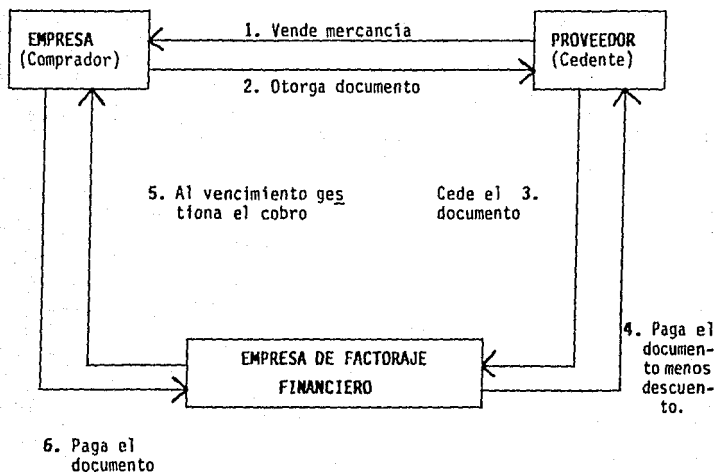 EMPRESA
(Comprador)
1. Vende mercancía
PROVEEDOR
(Cedente)
2. Otorga documento
5. Al vencimiento ges
tiona el cobro
Cede el 3.
documento
4. Paga el
documen-
to menos
descuen-
to.
EMPRESA DE FACTORAJE
FINANCIERO
6. Paga el
documento